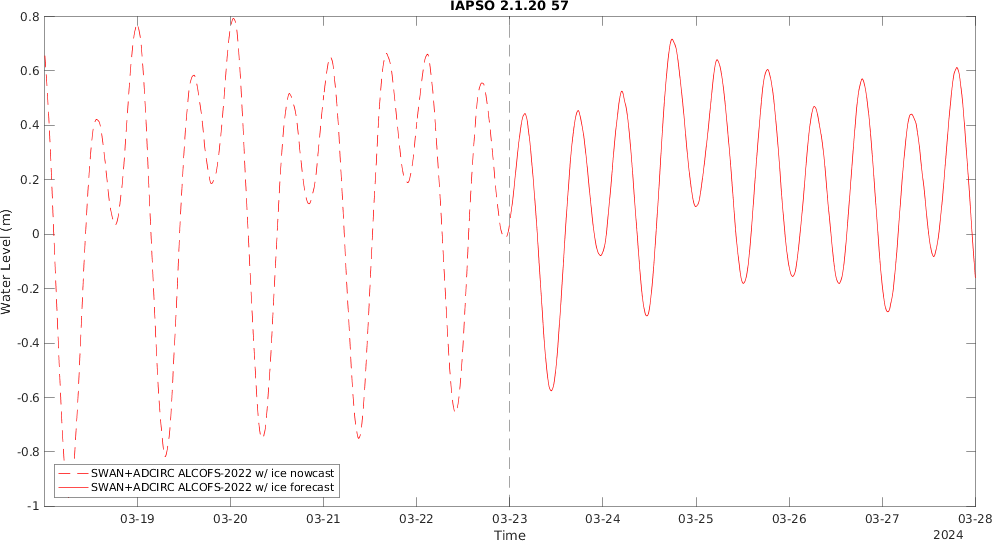 IAPSO 2.1.20 57
Water Level (m)
0.8
0.6
0.4
0.2
0
-0.2
-0.4
-0.6
-0.8
-1
SWAN+ADCIRC ALCOFS-2022 w/ ice nowcast
SWAN+ADCIRC ALCOFS-2022 w/ ice forecast
03-19 03-20 03-21 03-22 03-23 03-24 03-25 03-26 03-27 03-28
Time
2024